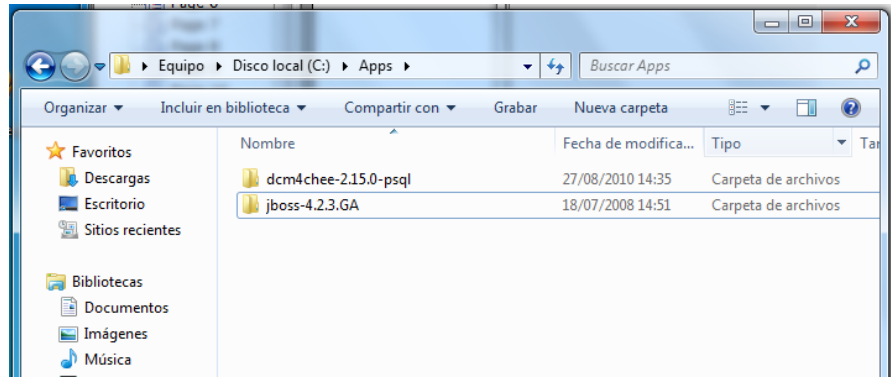 Equipo ▸ Disco local (C:) ▸ Apps ▸
Buscar Apps
Organizar Incluir en biblioteca Compartir con Grabar Nueva carpeta
Nombre Fecha de modifica... Tipo Tar
Favoritos
Descargas
Escritorio
Sitios recientes
Bibliotecas
Documentos
Imágenes
Música
dcm4chee-2.15.0-psql 27/08/2010 14:35 Carpeta de archivos
jboss-4.2.3.GA 18/07/2008 14:51 Carpeta de archivos